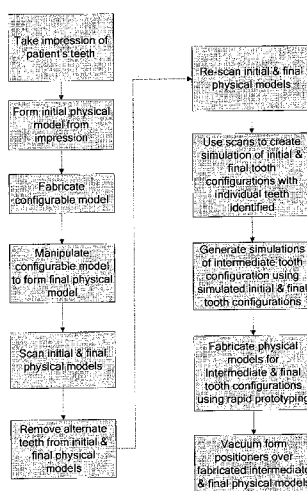 Take impression of
patient's teeth
Form initial physical
model from
impression
Fabricate
configurable model
Manipulate
configurable model
to form final physical
model
Scan initial & final
physical models
Remove alternate
teeth from initial &
final physical
models
Re-scan initial & final
physical models
Use scans to create
simulation of initial &
final tooth
configurations with
individual teeth
identified
Generate simulations
of intermediate tooth
configuration using
simulated initial & final
tooth configurations
Fabricate physical
models for
Intermediate & final
tooth configurations
using rapid prototyping
Vacuum form
positioners over
fabricated intermediate
& final physical models